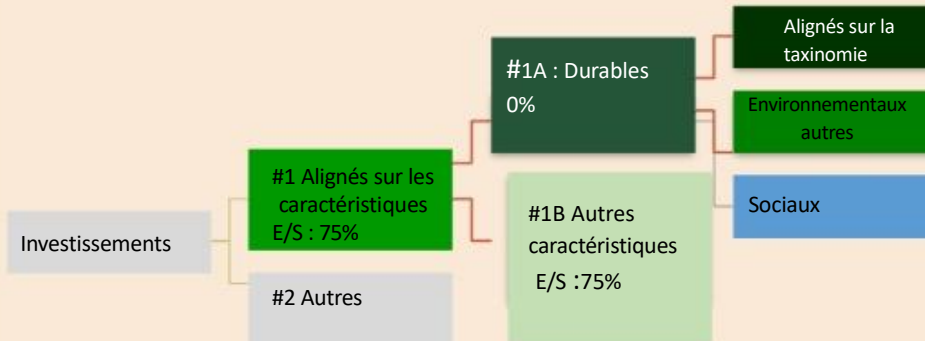 Investissements
#1 Alignés sur les
caractéristiques
E/S : 75%
#2 Autres
#1A : Durables
0%
#1B Autres
caractéristiques
E/S :75%
Alignés sur la
taxinomie
Environnementaux
autres
Sociaux